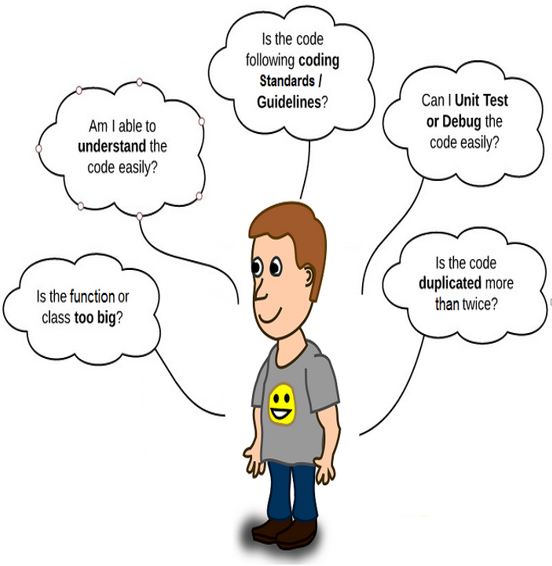 Is the code
following coding
Standards /
Guidelines?
Am I able to
understand the
code easily?
Can I Unit Test
or Debug the
code easily?
Is the function or
class too big?
Is the code
duplicated more
than twice?